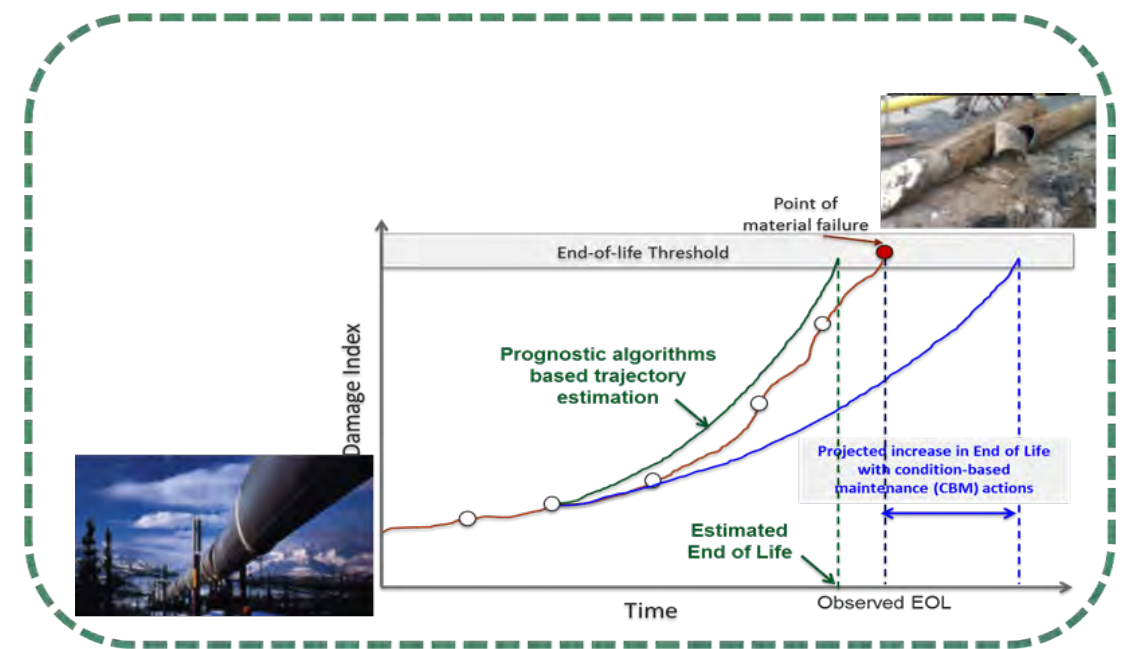 Point of
material failure
End-of-life Threshold
Damage Index
Prognostic algorithms
based trajectory
estimation
Projected increase in End of Life
with condition-based
maintenance (CBM) actions
Estimated
End of Life
Observed EOL
Time